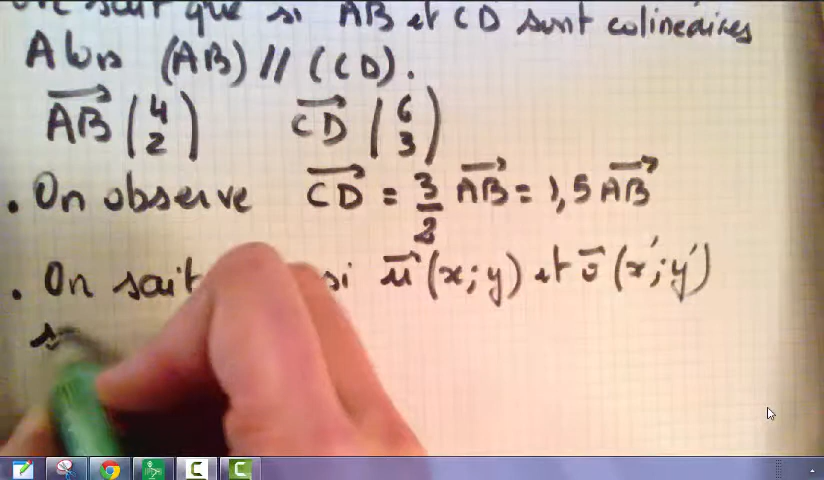 On sait que si AB et CD sont colinéaires
Alors (AB) // (CD).
AB (4 2) CD (6 3)
. On observe CD = 3/2 AB = 1,5 AB
. On sait si u (x; y) et v (x'; y')
s